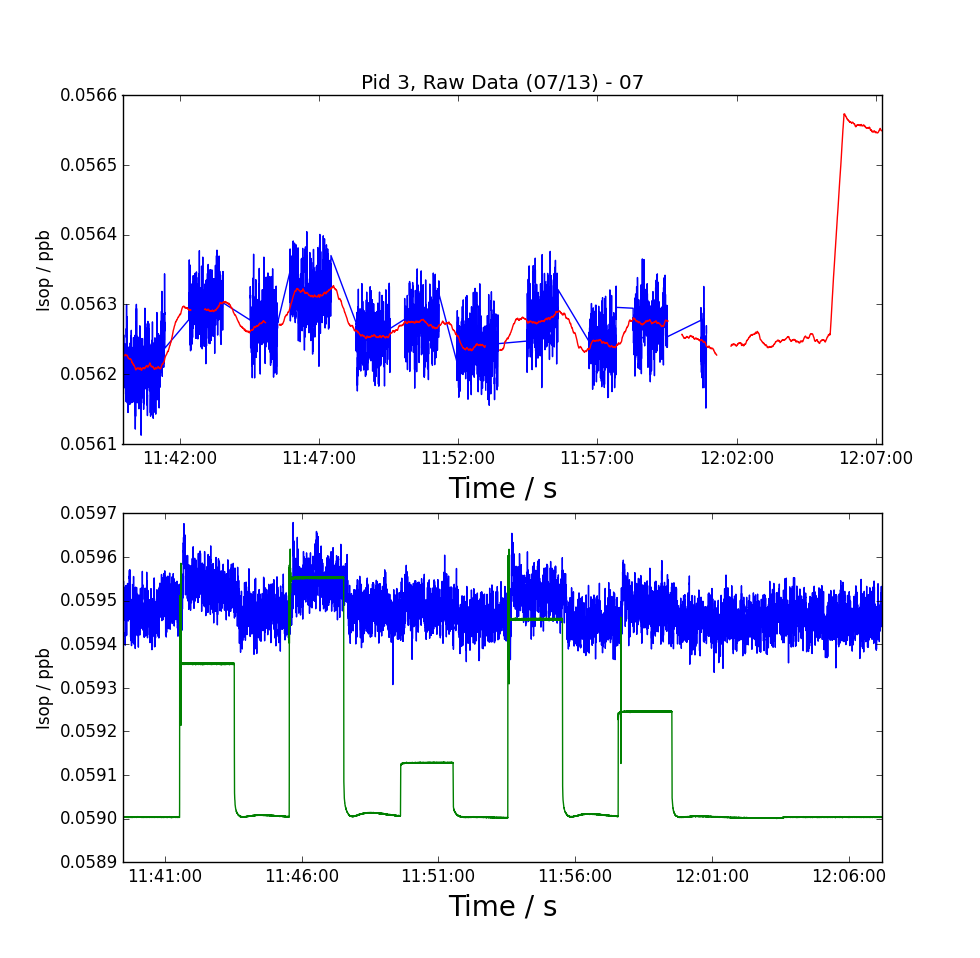 Pid 3, Raw Data (07/13) - 07
0.0566
0.0565
0.0564
0.0563
0.0562
0.0561
Isop / ppb
11:42:00 11:47:00 11:52:00 11:57:00 12:02:00 12:07:00
Time / s
0.0597
0.0596
0.0595
0.0594
0.0593
0.0592
0.0591
0.0590
0.0589
Isop / ppb
11:41:00 11:46:00 11:51:00 11:56:00 12:01:00 12:06:00
Time / s